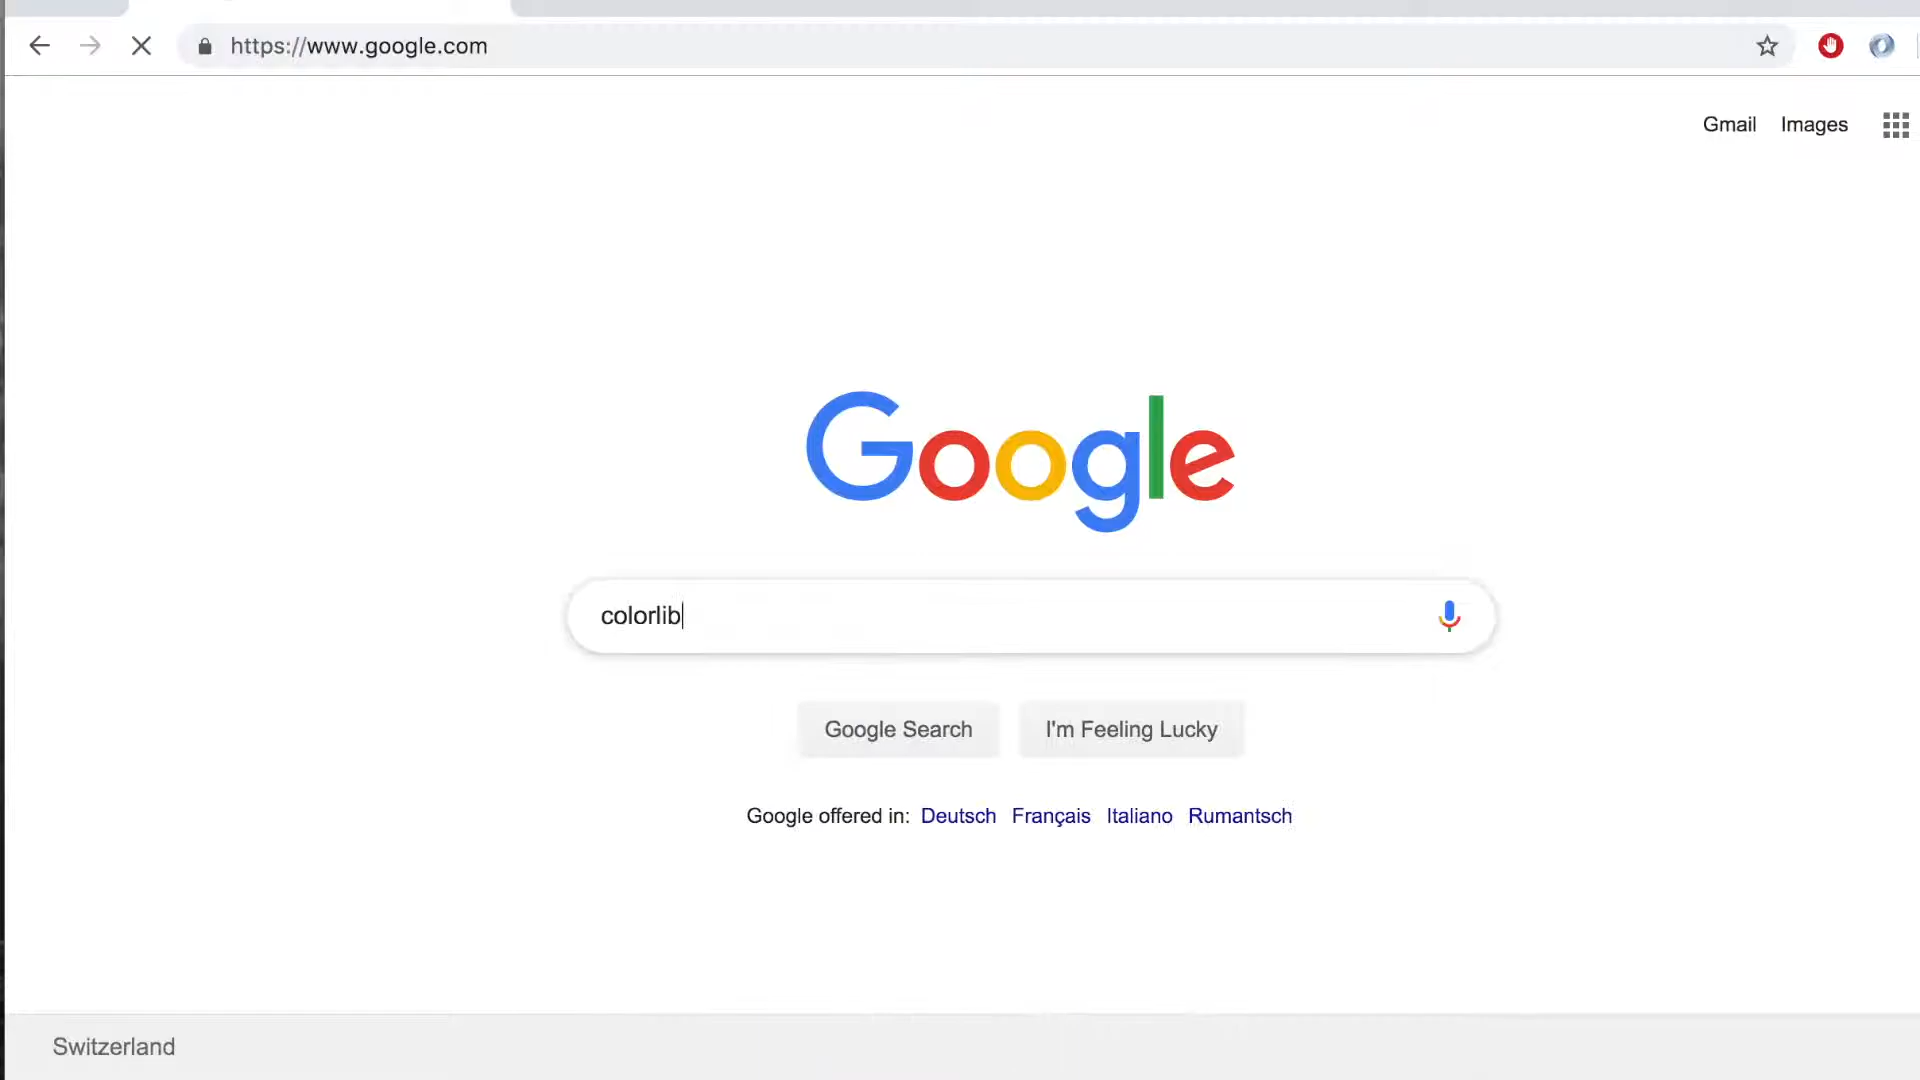 https://www.google.com
Gmail Images
Google
colorlib
Google Search I'm Feeling Lucky
Google offered in: Deutsch Français Italiano Rumantsch
Switzerland